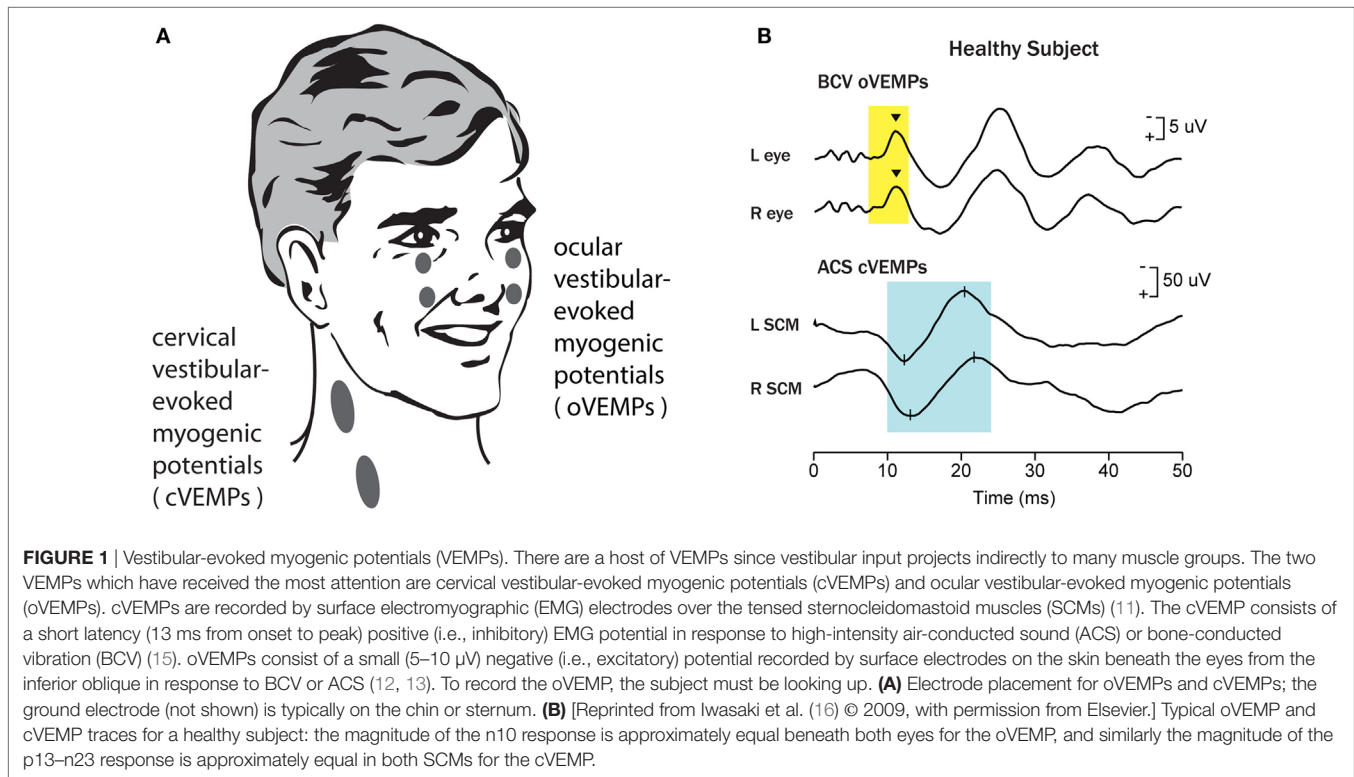 A
cervical
vestibular-
evoked
myogenic
potentials
( cVEMPs )
ocular
vestibular-
evoked
myogenic
potentials
( oVEMPs )
B
Healthy Subject
BCV oVEMPs
- 5 uV
+
L eye
R eye
ACS cVEMPs
- 50 uV
+
L SCM
R SCM
0 10 20 30 40 50
Time (ms)
FIGURE 1 | Vestibular-evoked myogenic potentials (VEMPs). There are a host of VEMPs since vestibular input projects indirectly to many muscle groups. The two
VEMPs which have received the most attention are cervical vestibular-evoked myogenic potentials (cVEMPs) and ocular vestibular-evoked myogenic potentials
(oVEMPs). cVEMPs are recorded by surface electromyographic (EMG) electrodes over the tensed sternocleidomastoid muscles (SCMs) (11). The cVEMP consists of
a short latency (13 ms from onset to peak) positive (i.e., inhibitory) EMG potential in response to high-intensity air-conducted sound (ACS) or bone-conducted
vibration (BCV) (15). oVEMPs consist of a small (5–10 μV) negative (i.e., excitatory) potential recorded by surface electrodes on the skin beneath the eyes from the
inferior oblique in response to BCV or ACS (12, 13). To record the oVEMP, the subject must be looking up. (A) Electrode placement for oVEMPs and cVEMPs; the
ground electrode (not shown) is typically on the chin or sternum. (B) [Reprinted from Iwasaki et al. (16) © 2009, with permission from Elsevier.] Typical oVEMP and
cVEMP traces for a healthy subject: the magnitude of the n10 response is approximately equal beneath both eyes for the oVEMP, and similarly the magnitude of the
p13–n23 response is approximately equal in both SCMs for the cVEMP.